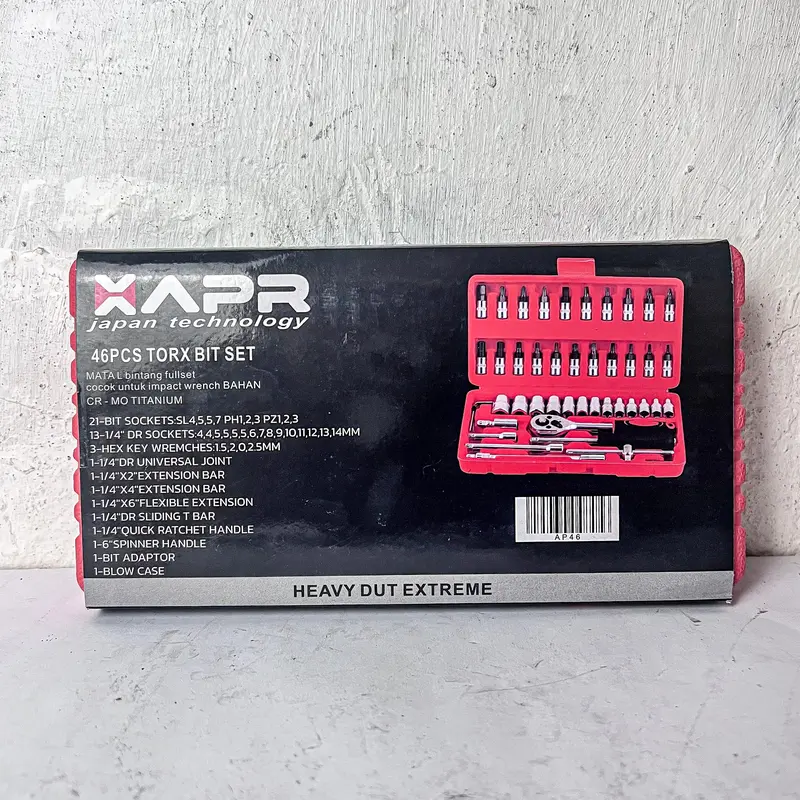 XAPR
japan technology
46PCS TORX BIT SET
MATA L bintang fullset
cocok untuk impact wrench BAHAN
CR - MO TITANIUM
21-BIT SOCKETS:SL4,5,5,7 PH1,2,3 PZ1,2,3
13-1/4" DR SOCKETS:4,4,5,5,5,6,7,8,9,10,11,12,13,14MM
3-HEX KEY WREMCHES:1.5,2,0,2.5MM
1-1/4"DR UNIVERSAL JOINT
1-1/4"X2"EXTENSION BAR
1-1/4"X4"EXTENSION BAR
1-1/4"X6"FLEXIBLE EXTENSION
1-1/4"DR SLIDING T BAR
1-1/4"QUICK RATCHET HANDLE
1-6"SPINNER HANDLE
1-BIT ADAPTOR
1-BLOW CASE
AP46
HEAVY DUT EXTREME